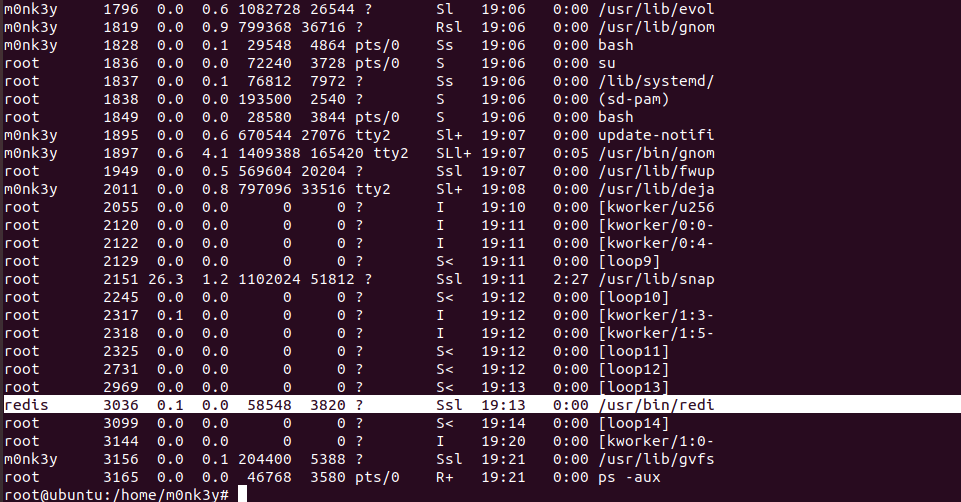 m0nk3y 1796 0.0 0.6 1082728 26544 ? Sl 19:06 0:00 /usr/lib/evol
m0nk3y 1819 0.0 0.9 799368 36716 ? Rsl 19:06 0:00 /usr/lib/gnom
m0nk3y 1828 0.0 0.1 29548 4864 pts/0 Ss 19:06 0:00 bash
root 1836 0.0 0.0 72240 3728 pts/0 S 19:06 0:00 su
root 1837 0.0 0.1 76812 7972 ? Ss 19:06 0:00 /lib/systemd/
root 1838 0.0 0.0 193500 2540 ? S 19:06 0:00 (sd-pam)
root 1849 0.0 0.0 28580 3844 pts/0 S 19:06 0:00 bash
m0nk3y 1895 0.0 0.6 670544 27076 tty2 Sl+ 19:07 0:00 update-notifi
m0nk3y 1897 0.6 4.1 1409388 165420 tty2 SLl+ 19:07 0:05 /usr/bin/gnom
root 1949 0.0 0.5 569604 20204 ? Ssl 19:07 0:00 /usr/lib/fwup
m0nk3y 2011 0.0 0.8 797096 33516 tty2 Sl+ 19:08 0:00 /usr/lib/deja
root 2055 0.0 0.0 0 0 ? I 19:10 0:00 [kworker/u256
root 2120 0.0 0.0 0 0 ? I 19:11 0:00 [kworker/0:0-
root 2122 0.0 0.0 0 0 ? I 19:11 0:00 [kworker/0:4-
root 2129 0.0 0.0 0 0 ? S< 19:11 0:00 [loop9]
root 2151 26.3 1.2 1102024 51812 ? Ssl 19:11 2:27 /usr/lib/snap
root 2245 0.0 0.0 0 0 ? S< 19:12 0:00 [loop10]
root 2317 0.1 0.0 0 0 ? I 19:12 0:00 [kworker/1:3-
root 2318 0.0 0.0 0 0 ? I 19:12 0:00 [kworker/1:5-
root 2325 0.0 0.0 0 0 ? S< 19:12 0:00 [loop11]
root 2731 0.0 0.0 0 0 ? S< 19:12 0:00 [loop12]
root 2969 0.0 0.0 0 0 ? S< 19:13 0:00 [loop13]
redis 3036 0.1 0.0 58548 3820 ? Ssl 19:13 0:00 /usr/bin/redi
root 3099 0.0 0.0 0 0 ? S< 19:14 0:00 [loop14]
root 3144 0.0 0.0 0 0 ? I 19:20 0:00 [kworker/1:0-
m0nk3y 3156 0.0 0.1 204400 5388 ? Ssl 19:21 0:00 /usr/lib/gvfs
root 3165 0.0 0.0 46768 3580 pts/0 R+ 19:21 0:00 ps -aux
root@ubuntu:/home/m0nk3y#